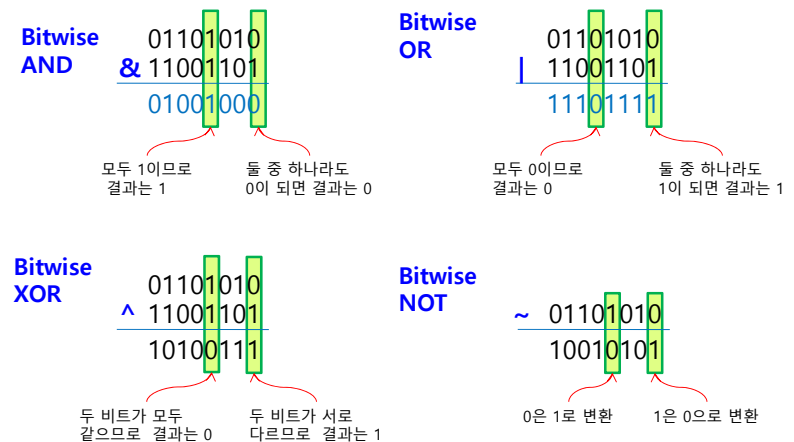 Bitwise
AND
01101010
& 11001101
01001000
모두 1이므로
결과는 1
둘 중 하나라도
0이 되면 결과는 0
Bitwise
OR
01101010
| 11001101
11101111
모두 0이므로
결과는 0
둘 중 하나라도
1이 되면 결과는 1
Bitwise
XOR
01101010
^ 11001101
10100111
두 비트가 모두
같으므로 결과는 0
두 비트가 서로
다르므로 결과는 1
Bitwise
NOT
~ 01101010
10010101
0은 1로 변환
1은 0으로 변환